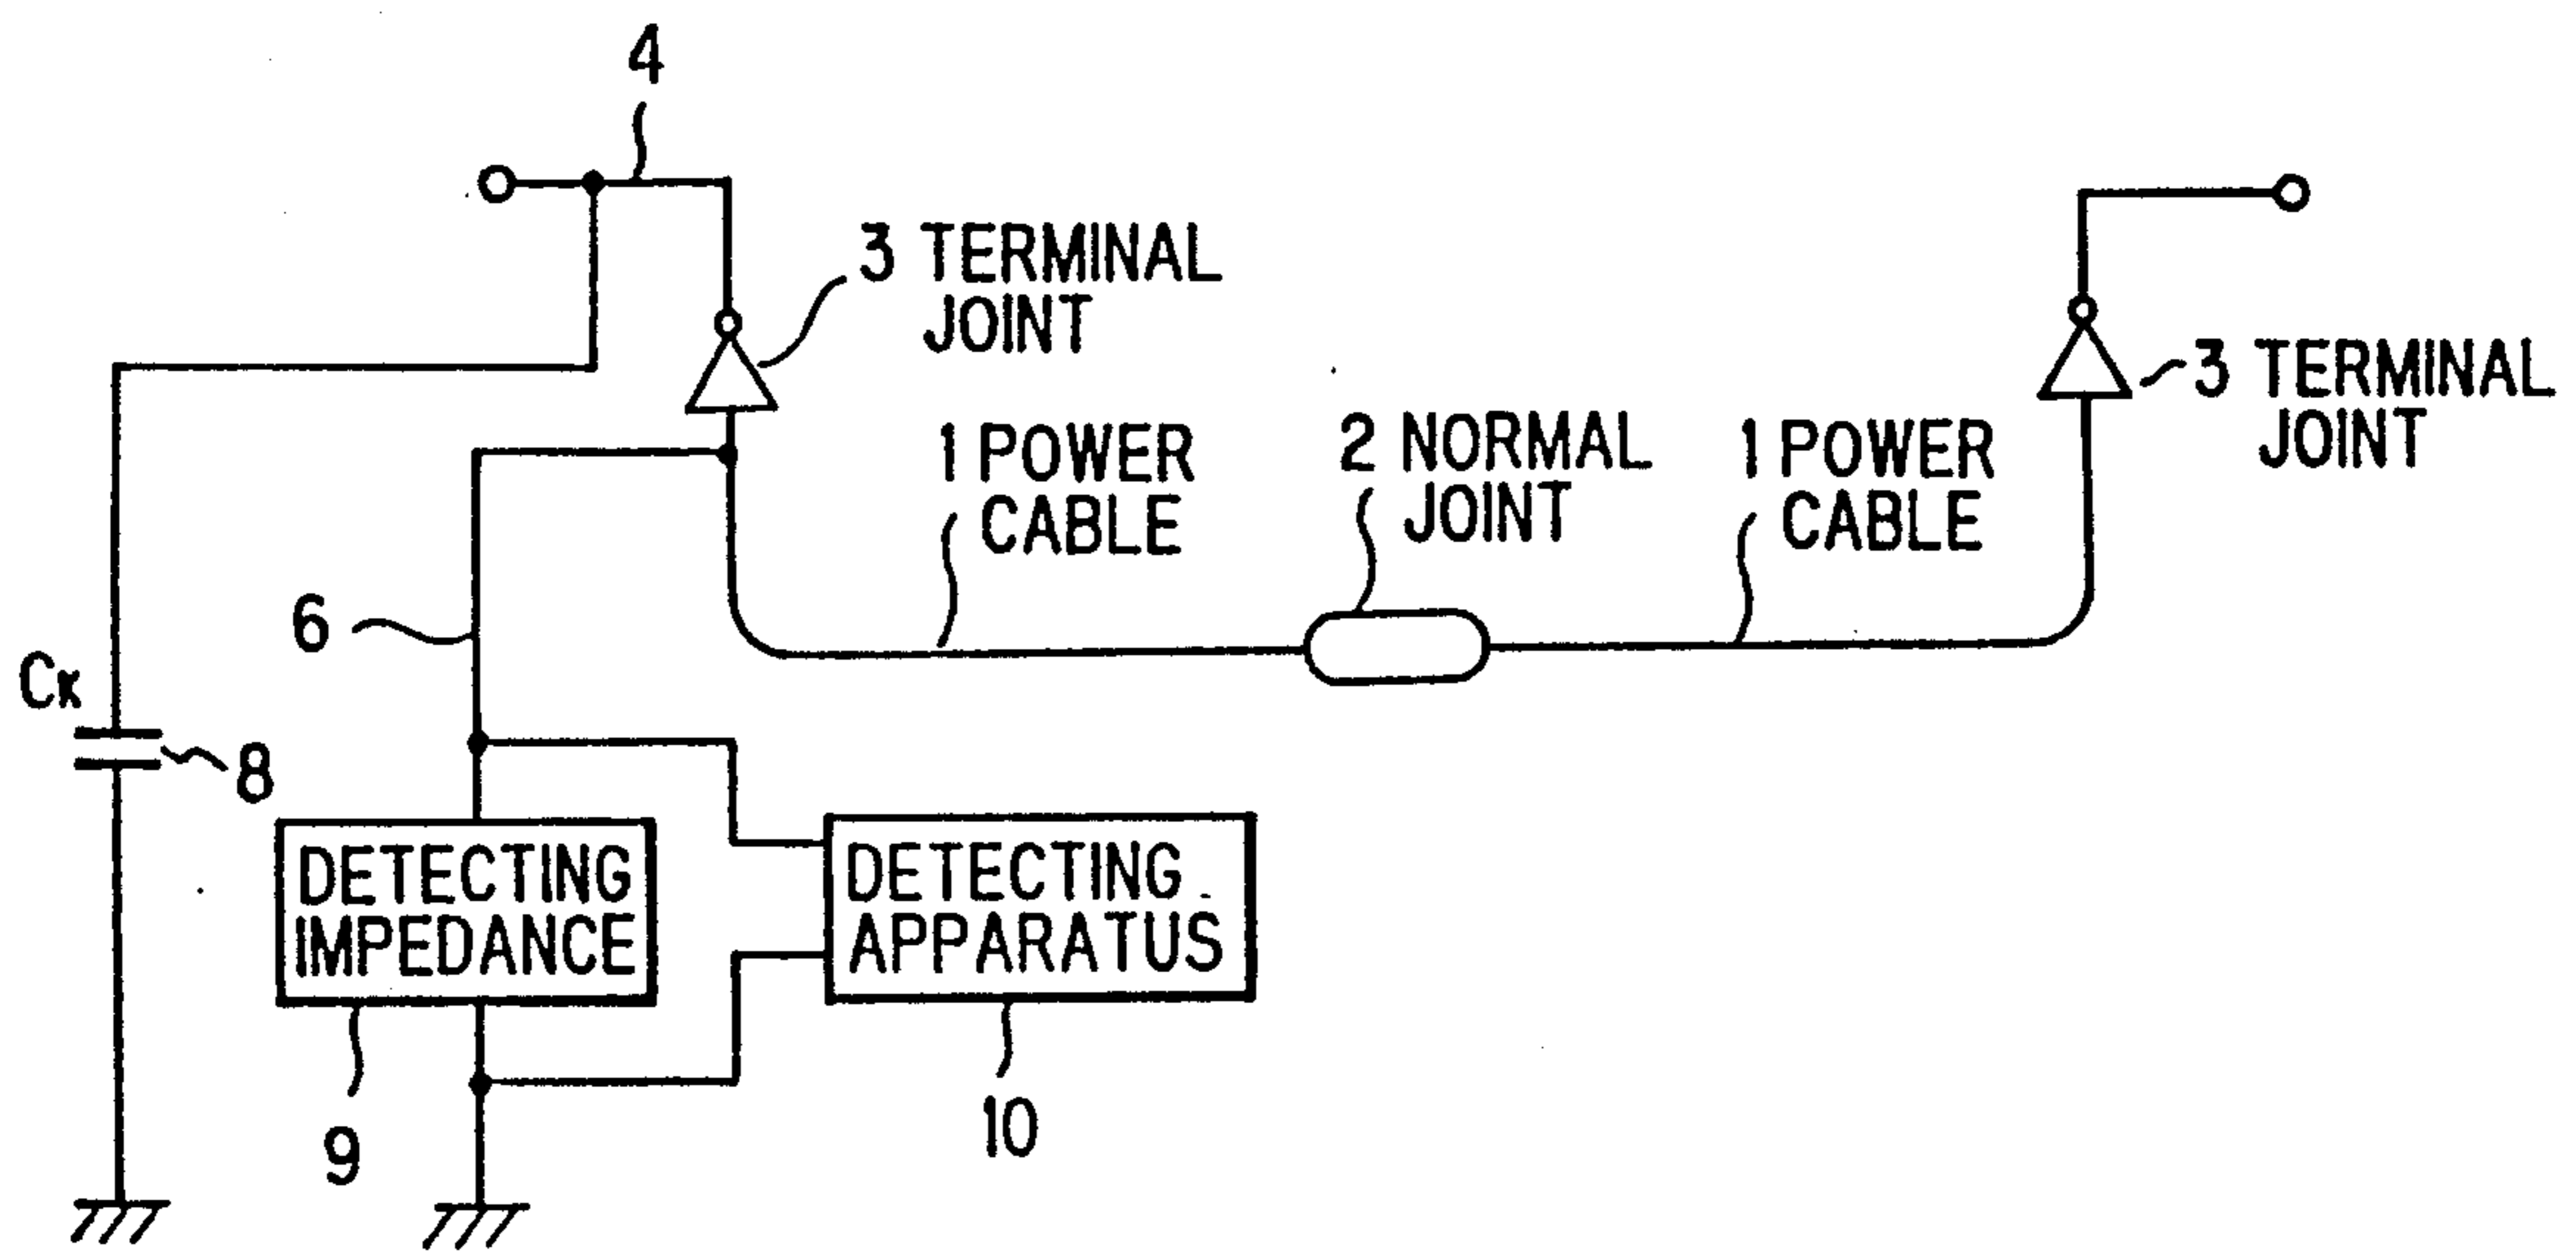 4
3 TERMINAL
JOINT
3 TERMINAL
JOINT
1 POWER
CABLE
2 NORMAL
JOINT
1 POWER
CABLE
6
CK
8
DETECTING
IMPEDANCE
DETECTING
APPARATUS
9
10